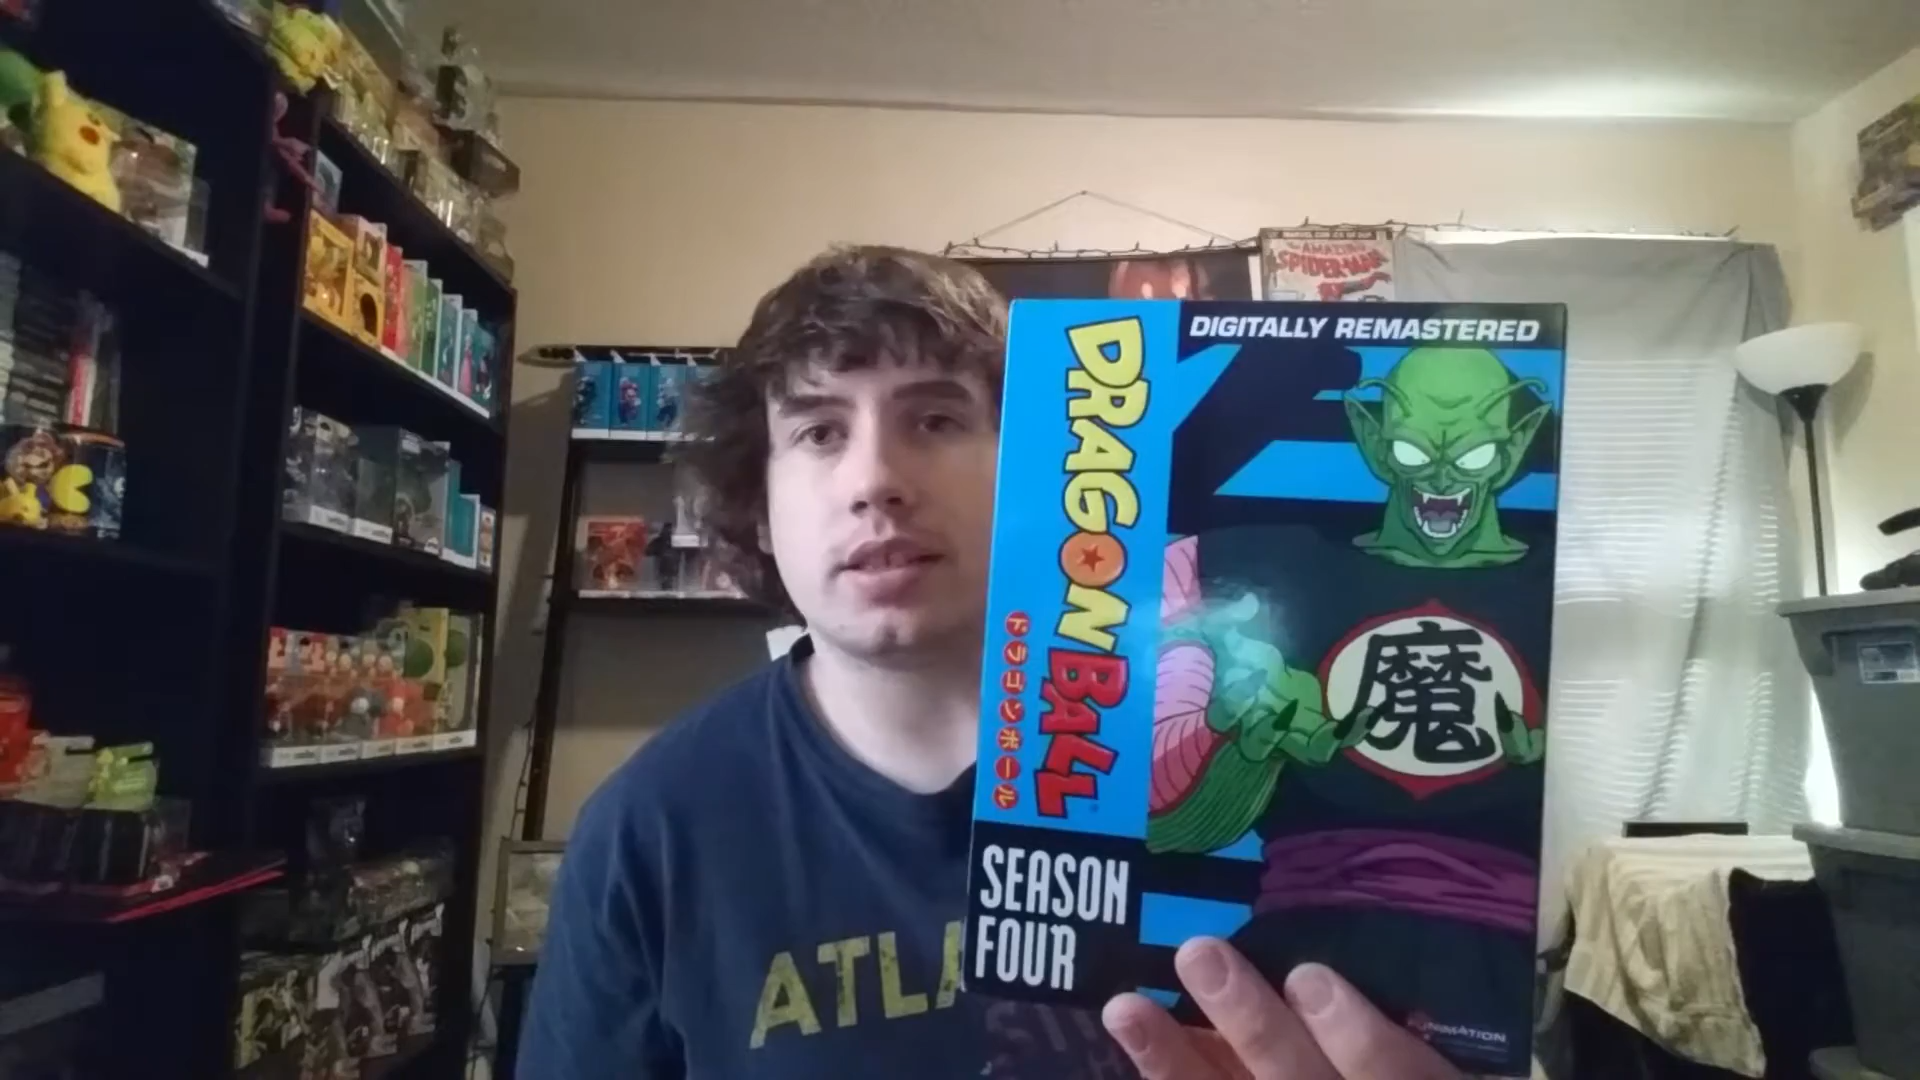 THE AMAZING
SPIDER-MAN
DIGITALLY REMASTERED
DRAGON BALL
ドラゴンボール
魔
SEASON
FOUR
ATLA
FUNIMATION